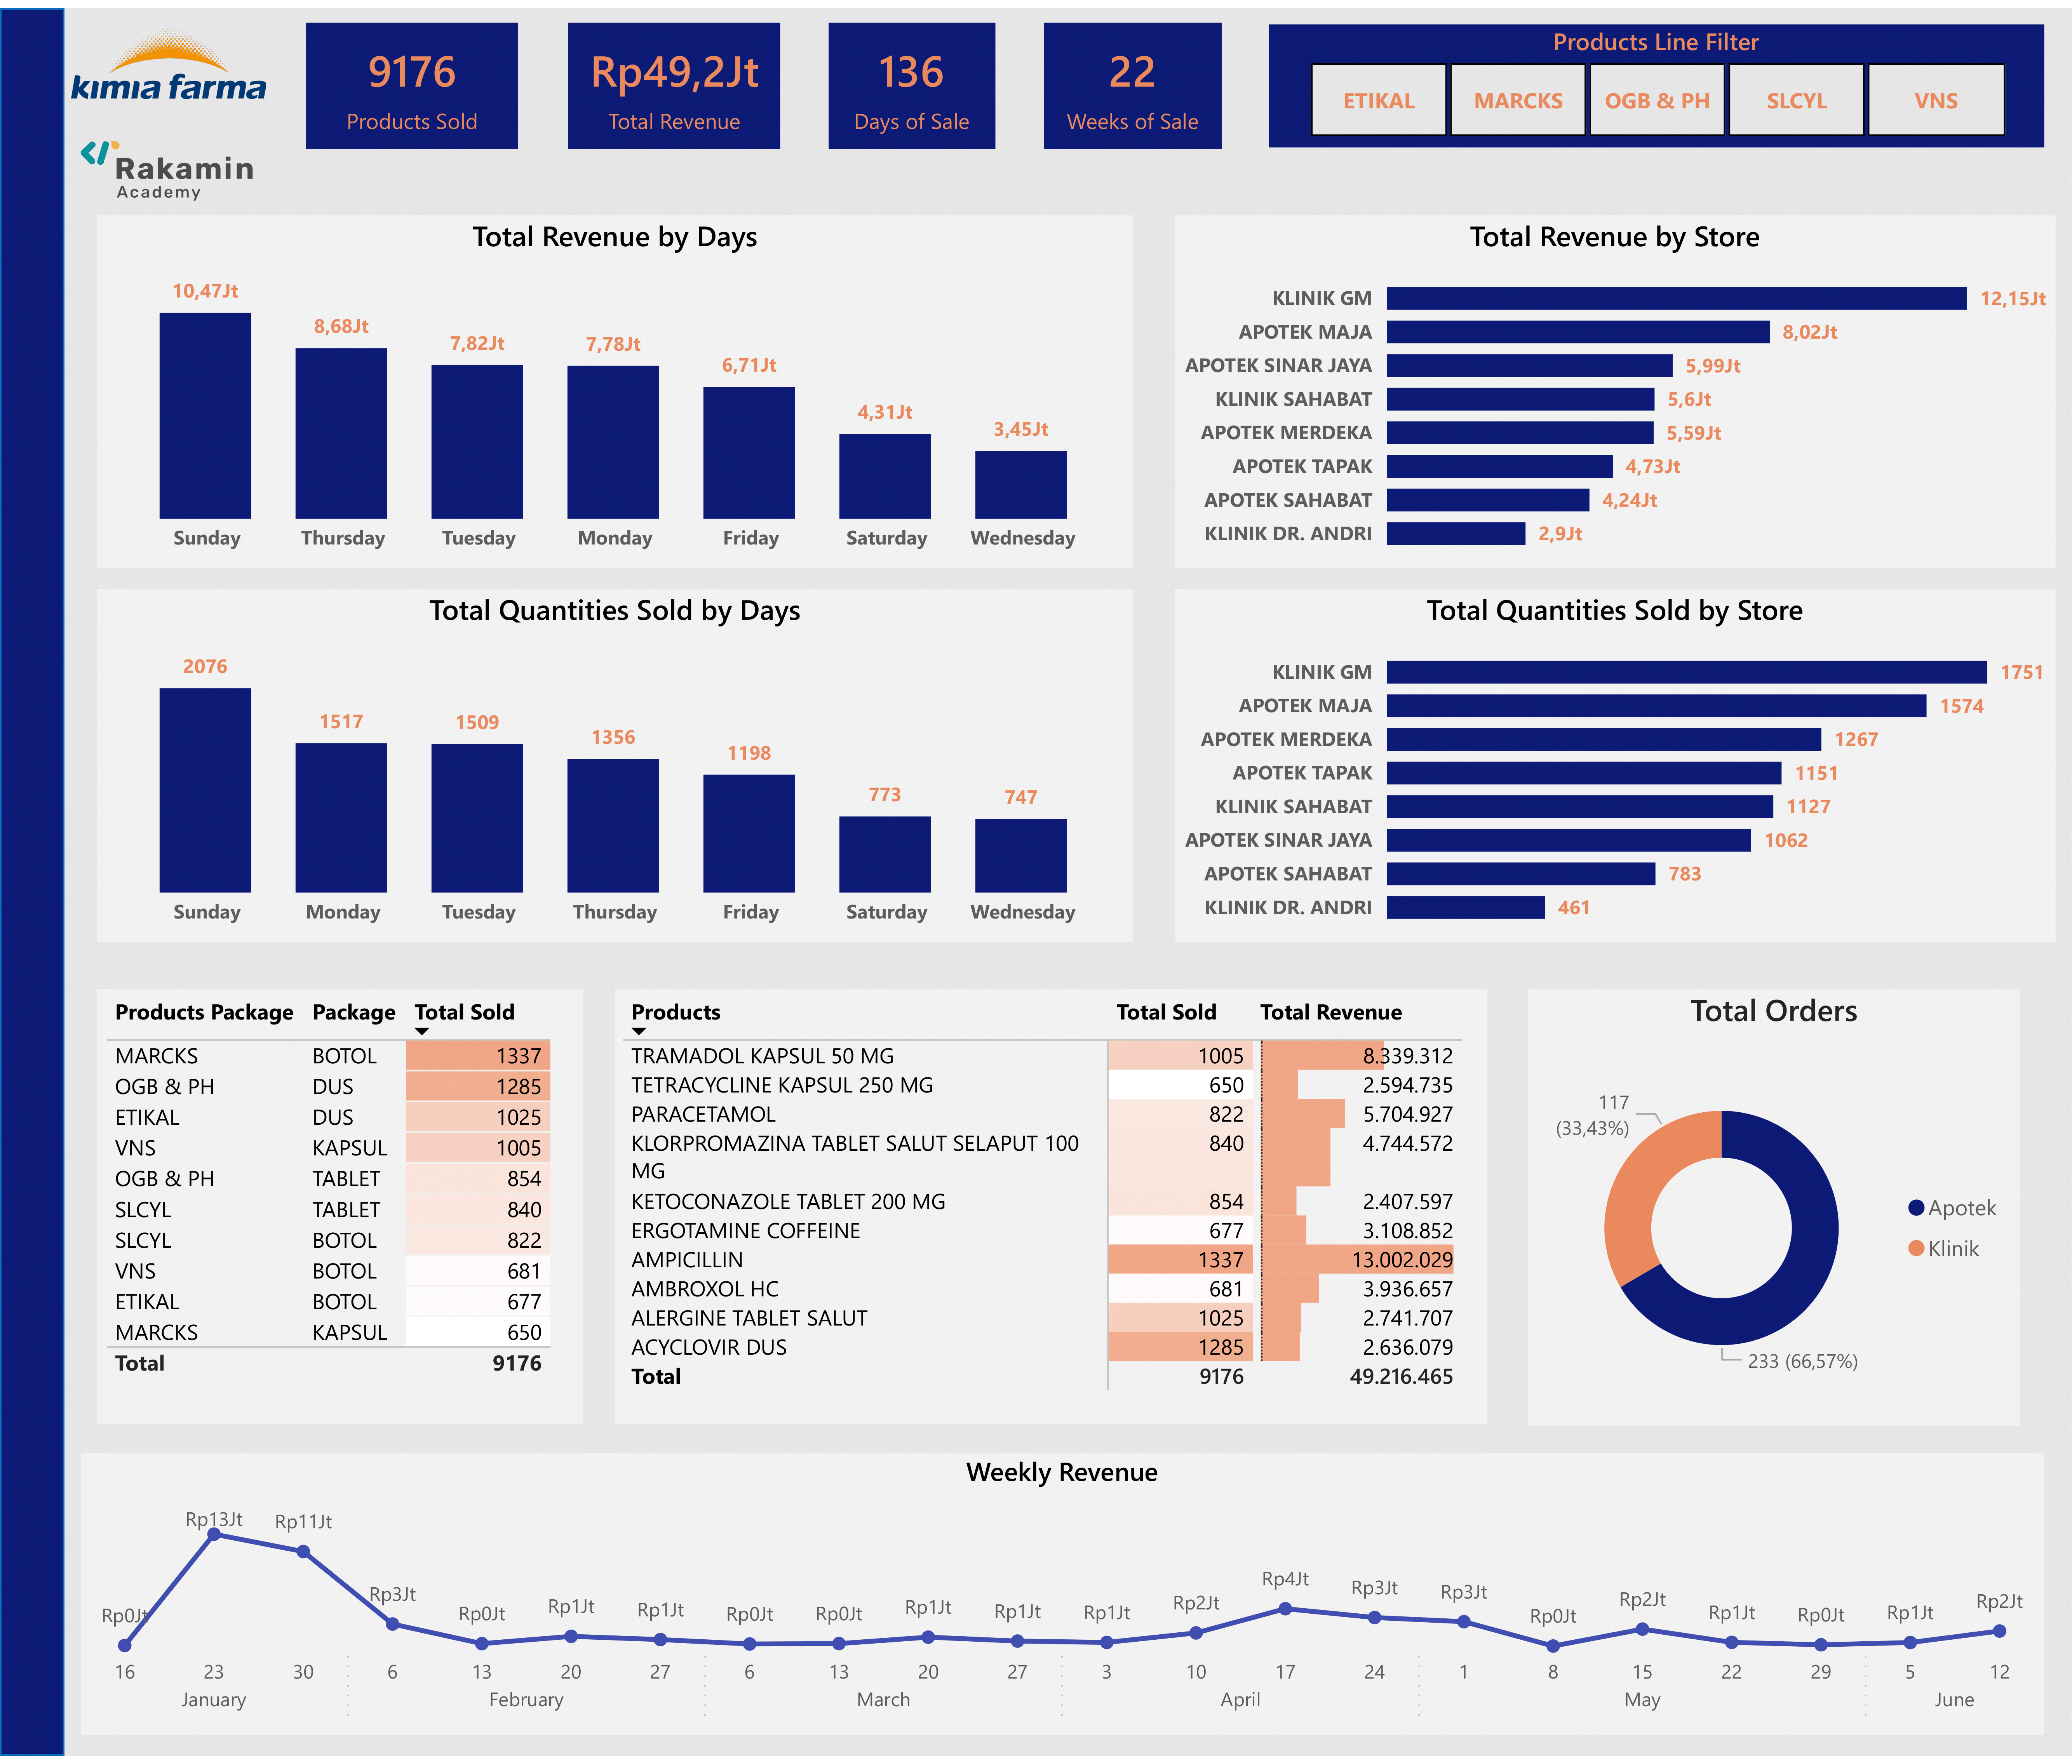 kimia farma
Rakamin
Academy
9176
Products Sold
Rp49,2Jt
Total Revenue
136
Days of Sale
22
Weeks of Sale
Products Line Filter
ETIKAL MARCKS OGB & PH SLCYL VNS
Total Revenue by Days
10,47Jt 8,68Jt 7,82Jt 7,78Jt 6,71Jt 4,31Jt 3,45Jt
Sunday Thursday Tuesday Monday Friday Saturday Wednesday
Total Revenue by Store
KLINIK GM 12,15Jt
APOTEK MAJA 8,02Jt
APOTEK SINAR JAYA 5,99Jt
KLINIK SAHABAT 5,6Jt
APOTEK MERDEKA 5,59Jt
APOTEK TAPAK 4,73Jt
APOTEK SAHABAT 4,24Jt
KLINIK DR. ANDRI 2,9Jt
Total Quantities Sold by Days
2076 1517 1509 1356 1198 773 747
Sunday Monday Tuesday Thursday Friday Saturday Wednesday
Total Quantities Sold by Store
KLINIK GM 1751
APOTEK MAJA 1574
APOTEK MERDEKA 1267
APOTEK TAPAK 1151
KLINIK SAHABAT 1127
APOTEK SINAR JAYA 1062
APOTEK SAHABAT 783
KLINIK DR. ANDRI 461
Products Package Package Total Sold
MARCKS BOTOL 1337
OGB & PH DUS 1285
ETIKAL DUS 1025
VNS KAPSUL 1005
OGB & PH TABLET 854
SLCYL TABLET 840
SLCYL BOTOL 822
VNS BOTOL 681
ETIKAL BOTOL 677
MARCKS KAPSUL 650
Total 9176
Products Total Sold Total Revenue
TRAMADOL KAPSUL 50 MG 1005 8.339.312
TETRACYCLINE KAPSUL 250 MG 650 2.594.735
PARACETAMOL 822 5.704.927
KLORPROMAZINA TABLET SALUT SELAPUT 100 840 4.744.572
MG
KETOCONAZOLE TABLET 200 MG 854 2.407.597
ERGOTAMINE COFFEINE 677 3.108.852
AMPICILLIN 1337 13.002.029
AMBROXOL HC 681 3.936.657
ALERGINE TABLET SALUT 1025 2.741.707
ACYCLOVIR DUS 1285 2.636.079
Total 9176 49.216.465
Total Orders
117
(33,43%)
233 (66,57%)
Apotek
Klinik
Weekly Revenue
Rp0Jt Rp13Jt Rp11Jt Rp3Jt Rp0Jt Rp1Jt Rp1Jt Rp0Jt Rp0Jt Rp1Jt Rp1Jt Rp1Jt Rp2Jt Rp4Jt Rp3Jt Rp3Jt Rp0Jt Rp2Jt Rp1Jt Rp0Jt Rp1Jt Rp2Jt
16 23 30 6 13 20 27 6 13 20 27 3 10 17 24 1 8 15 22 29 5 12
January February March April May June